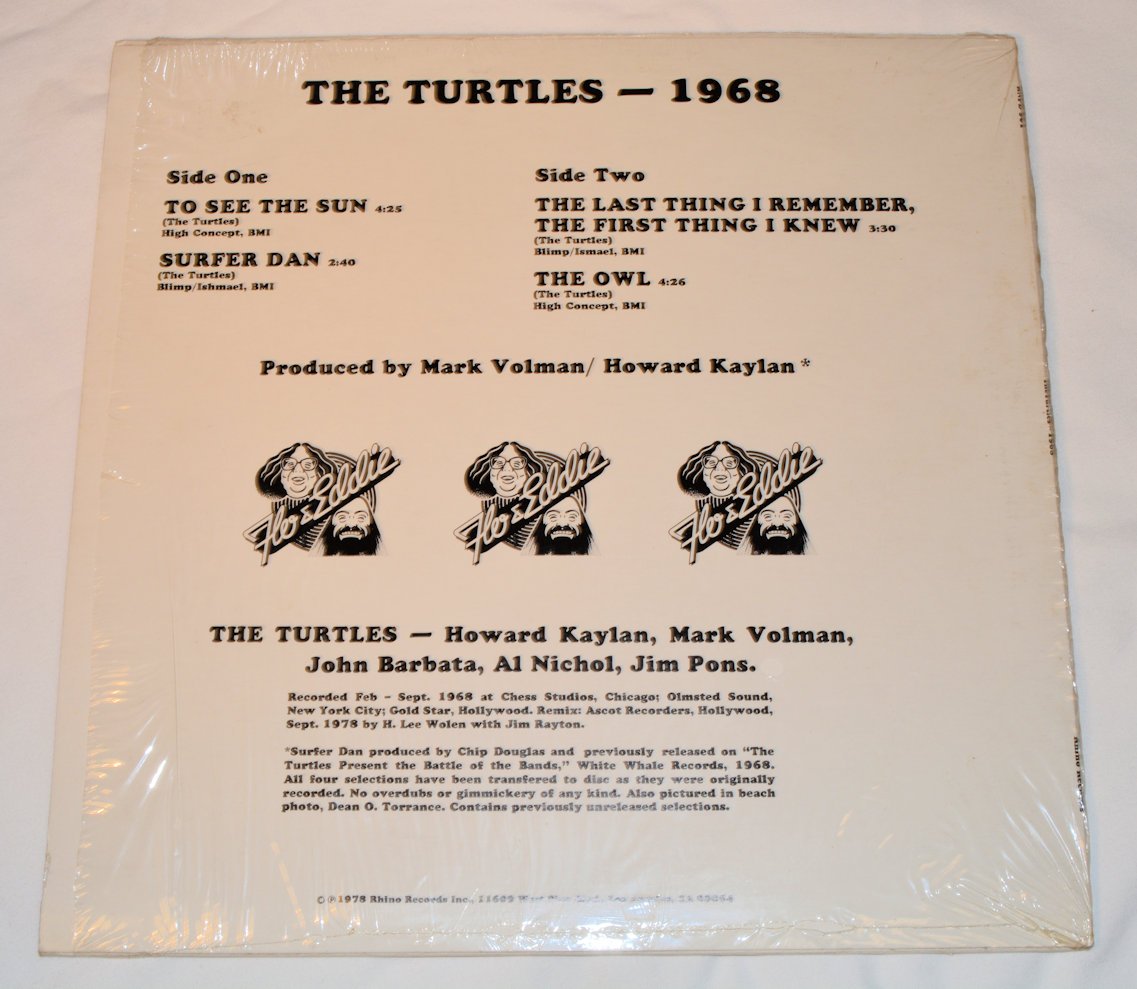 THE TURTLES — 1968
Side One
TO SEE THE SUN 4:25
(The Turtles)
High Concept, BMI
SURFER DAN 2:40
(The Turtles)
Blimp/Ishmael, BMI
Side Two
THE LAST THING I REMEMBER,
THE FIRST THING I KNEW 3:30
(The Turtles)
Blimp/Ismael, BMI
THE OWL 4:26
(The Turtles)
High Concept, BMI
Produced by Mark Volman/ Howard Kaylan*
Flo & Eddie
Flo & Eddie
Flo & Eddie
THE TURTLES — Howard Kaylan, Mark Volman,
John Barbata, Al Nichol, Jim Pons.
Recorded Feb – Sept. 1968 at Chess Studios, Chicago; Olmsted Sound,
New York City; Gold Star, Hollywood. Remix: Ascot Recorders, Hollywood,
Sept. 1978 by H. Lee Wolen with Jim Rayton.
*Surfer Dan produced by Chip Douglas and previously released on “The
Turtles Present the Battle of the Bands,” White Whale Records, 1968.
All four selections have been transfered to disc as they were originally
recorded. No overdubs or gimmickery of any kind. Also pictured in beach
photo, Dean O. Torrance. Contains previously unreleased selections.
© ℗ 1978 Rhino Records Inc.,